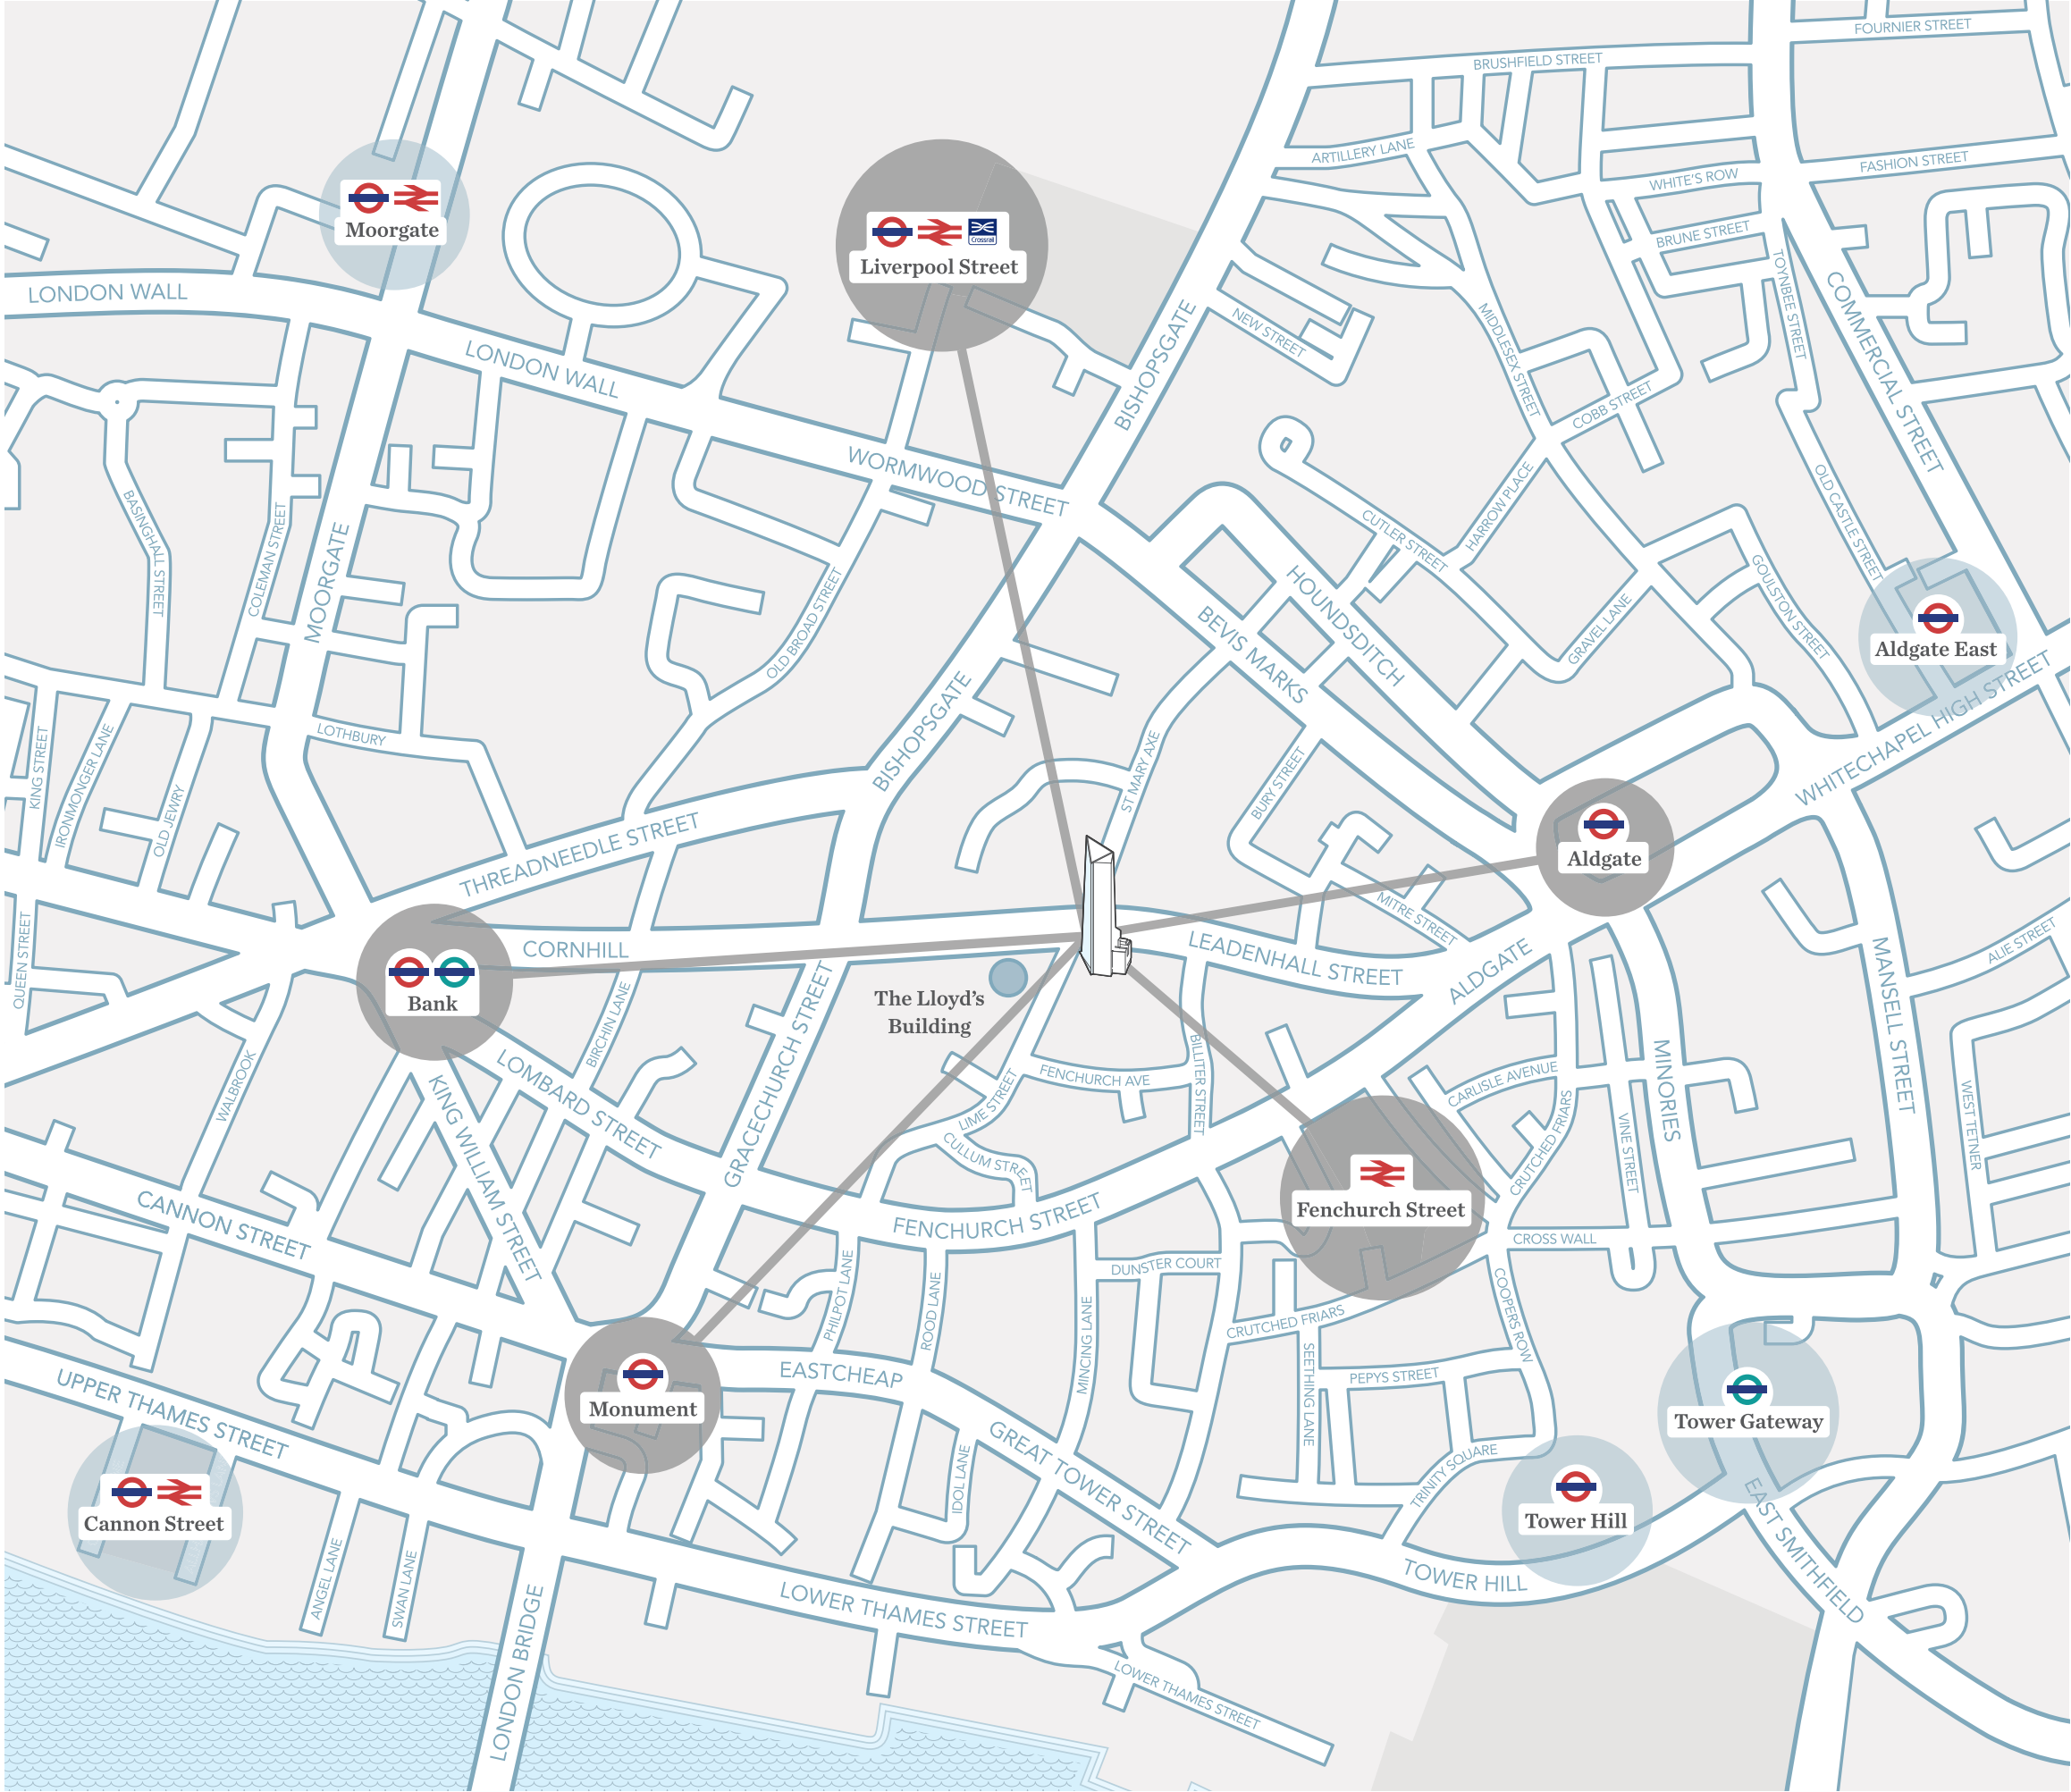 FOURNIER STREET
BRUSHFIELD STREET
ARTILLERY LANE
FASHION STREET
WHITE'S ROW
Moorgate
BRUNE STREET
Crossrail
Liverpool Street
TOYNBEE STREET
COMMERCIAL STREET
LONDON WALL
NEW STREET
MIDDLESEX STREET
BISHOPSGATE
LONDON WALL
COBB STREET
WORMWOOD STREET
BASINGHALL STREET
COLEMAN STREET
MOORGATE
CUTLER STREET
HARROW PLACE
OLD CASTLE STREET
HOUNDSDITCH
GOULSTON STREET
OLD BROAD STREET
BEVIS MARKS
GRAVEL LANE
Aldgate East
WHITECHAPEL HIGH STREET
BISHOPSGATE
LOTHBURY
KING STREET
IRONMONGER LANE
OLD JEWRY
ST MARY AXE
BURY STREET
THREADNEEDLE STREET
Aldgate
MITRE STREET
QUEEN STREET
CORNHILL
LEADENHALL STREET
ALDGATE
MANSELL STREET
ALIE STREET
Bank
The Lloyd's
Building
BIRCHIN LANE
GRACECHURCH STREET
WALBROOK
LOMBARD STREET
KING WILLIAM STREET
FENCHURCH AVE
BILLITER STREET
LIME STREET
CULLUM STREET
CARLISLE AVENUE
CRUTCHED FRIARS
MINORIES
VINE STREET
WEST TETNER
CANNON STREET
FENCHURCH STREET
Fenchurch Street
CROSS WALL
DUNSTER COURT
PHILPOT LANE
ROOD LANE
MINCING LANE
CRUTCHED FRIARS
COOPERS ROW
SEETHING LANE
PEPYS STREET
EASTCHEAP
Monument
UPPER THAMES STREET
Tower Gateway
GREAT TOWER STREET
IDOL LANE
TRINITY SQUARE
Cannon Street
Tower Hill
EAST SMITHFIELD
ANGEL LANE
SWAN LANE
LOWER THAMES STREET
TOWER HILL
LONDON BRIDGE
LOWER THAMES STREET